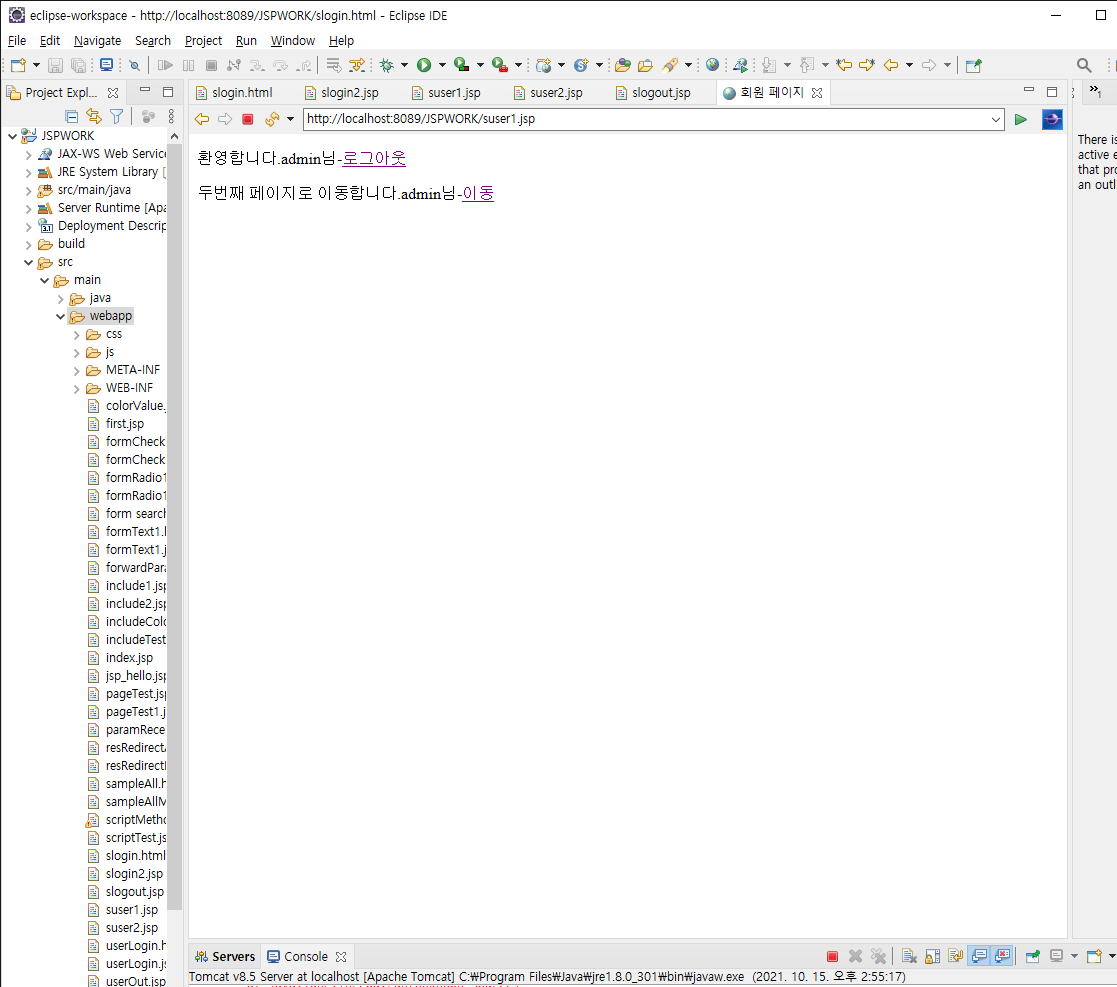 eclipse-workspace - http://localhost:8089/JSPWORK/slogin.html - Eclipse IDE
File Edit Navigate Search Project Run Window Help
Project Expl...
slogin.html slogin2.jsp suser1.jsp suser2.jsp slogout.jsp 회원 페이지
http://localhost:8089/JSPWORK/suser1.jsp
환영합니다.admin님-로그아웃
두번째 페이지로 이동합니다.admin님-이동
There is
active e
that pro
an outli
JSPWORK
JAX-WS Web Service
JRE System Library [
src/main/java
Server Runtime [Apa
Deployment Descrip
build
src
main
java
webapp
css
js
META-INF
WEB-INF
colorValue.
first.jsp
formCheck
formCheck
formRadio1
formRadio1
form search
formText1.h
formText1.j
forwardPara
include1.jsp
include2.jsp
includeColo
includeTest
index.jsp
jsp_hello.jsp
pageTest.jsp
pageTest1.j
paramRece
resRedirectA
resRedirectl
sampleAll.h
sampleAllM
scriptMetho
scriptTest.js
slogin.html
slogin2.jsp
slogout.jsp
suser1.jsp
suser2.jsp
userLogin.h
userLogin.js
userOut.jsp
Servers Console
Tomcat v8.5 Server at localhost [Apache Tomcat] C:₩Program Files₩Java₩jre1.8.0_301₩bin₩javaw.exe (2021. 10. 15. 오후 2:55:17)